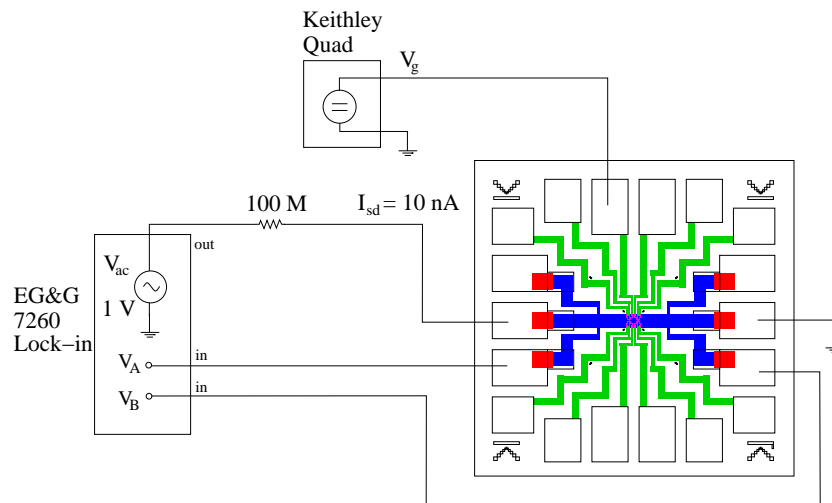 Keithley
Quad
V_g
100 M
I_sd = 10 nA
out
V_ac
1 V
EG&G
7260
Lock-in
V_A
in
V_B
in